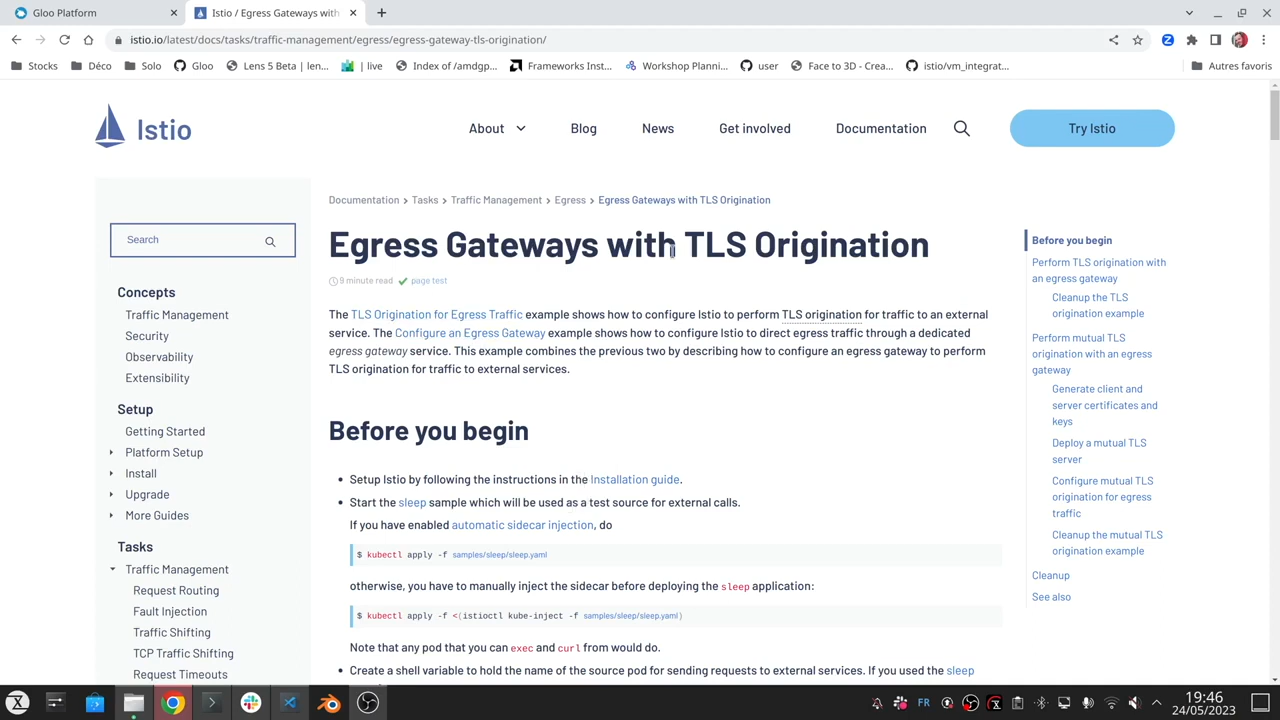 Gloo Platform
Istio / Egress Gateways with
istio.io/latest/docs/tasks/traffic-management/egress/egress-gateway-tls-origination/
Stocks
Déco
Solo
Gloo
Lens 5 Beta | len...
| live
Index of /amdgp...
Frameworks Inst...
Workshop Planni...
user
Face to 3D - Crea...
istio/vm_integrat...
Autres favoris
Istio
About
Blog
News
Get involved
Documentation
Try Istio
Search
Concepts
Traffic Management
Security
Observability
Extensibility
Setup
Getting Started
Platform Setup
Install
Upgrade
More Guides
Tasks
Traffic Management
Request Routing
Fault Injection
Traffic Shifting
TCP Traffic Shifting
Request Timeouts
Documentation > Tasks > Traffic Management > Egress > Egress Gateways with TLS Origination
Egress Gateways with TLS Origination
9 minute read page test
The TLS Origination for Egress Traffic example shows how to configure Istio to perform TLS origination for traffic to an external
service. The Configure an Egress Gateway example shows how to configure Istio to direct egress traffic through a dedicated
egress gateway service. This example combines the previous two by describing how to configure an egress gateway to perform
TLS origination for traffic to external services.
Before you begin
• Setup Istio by following the instructions in the Installation guide.
• Start the sleep sample which will be used as a test source for external calls.
If you have enabled automatic sidecar injection, do
$ kubectl apply -f samples/sleep/sleep.yaml
otherwise, you have to manually inject the sidecar before deploying the sleep application:
$ kubectl apply -f <(istioctl kube-inject -f samples/sleep/sleep.yaml)
Note that any pod that you can exec and curl from would do.
• Create a shell variable to hold the name of the source pod for sending requests to external services. If you used the sleep
Before you begin
Perform TLS origination with
an egress gateway
Cleanup the TLS
origination example
Perform mutual TLS
origination with an egress
gateway
Generate client and
server certificates and
keys
Deploy a mutual TLS
server
Configure mutual TLS
origination for egress
traffic
Cleanup the mutual TLS
origination example
Cleanup
See also
FR
19:46
24/05/2023